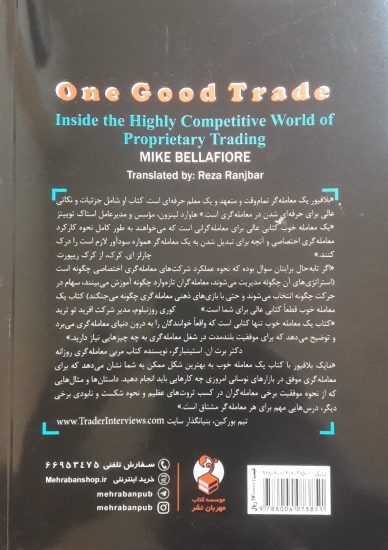 One Good Trade
Inside the Highly Competitive World of
Proprietary Trading
MIKE BELLAFIORE
Translated by: Reza Ranjbar
«بلافیور یک معامله‌گر تمام‌وقت و متعهد و یک معلم حرفه‌ای است. کتاب او شامل جزئیات و نکاتی
عالی برای حرفه‌ای شدن در معامله‌گری است.» هاوارد لیندزون، مؤسس و مدیرعامل استاک تویینز
«یک معامله خوب کتابی عالی برای معامله‌گرانی است که می‌خواهند به طور کامل نحوه کارکرد
معامله‌گری اختصاصی و آنچه برای تبدیل شدن به یک معامله‌گر همواره سودآور لازم است را درک
کنند.» چارلز ای. کرک، از کرک ریپورت
«اگر تابه‌حال برایتان سوال بوده که نحوه عملکرد شرکت‌های معامله‌گری اختصاصی چگونه است
(استراتژی‌های آن چگونه مدیریت می‌شوند، معامله‌گران تازه‌وارد چگونه آموزش می‌بینند، سهام در
حرکت چگونه انتخاب می‌شوند و حتی با بازی‌های ذهنی معامله‌گری چگونه می‌جنگند) کتاب یک
معامله خوب قطعاً کتابی عالی برای شما است.» کوری روزنبلوم، مدیر شرکت افرید تو ترید
«کتاب یک معامله خوب تنها کتابی است که واقعاً خوانندگان را به درون دنیای معامله‌گری می‌برد
و توضیح می‌دهد که برای موفقیت بلندمدت در شغل معامله‌گری به چه چیزهایی نیاز دارید.»
دکتر برت ان. استینبارگر، نویسنده کتاب مربی معامله‌گری روزانه
«مایک بلافیور با کتاب یک معامله خوب به بهترین شکل ممکن به شما نشان می‌دهد که برای
معامله‌گری موفق در بازارهای نوسانی امروزی چه کارهایی باید انجام دهید. داستان‌ها و مثال‌هایی
که از نحوه موفقیت برخی معامله‌گران در کسب ثروت‌های عظیم و نحوه شکست و نابودی برخی
دیگر، درس‌هایی مهم برای هر معامله‌گر مشتاق است.»
تیم بورکین، بنیانگذار سایت www.TraderInterviews.com
سفارش تلفنی ۶۶۹۵۳۴۷۵
خرید اینترنتی Mehrabanshop.ir
mehrabanpub
mehrabanpub
موسسه کتاب
مهربان نشر
9786004073851